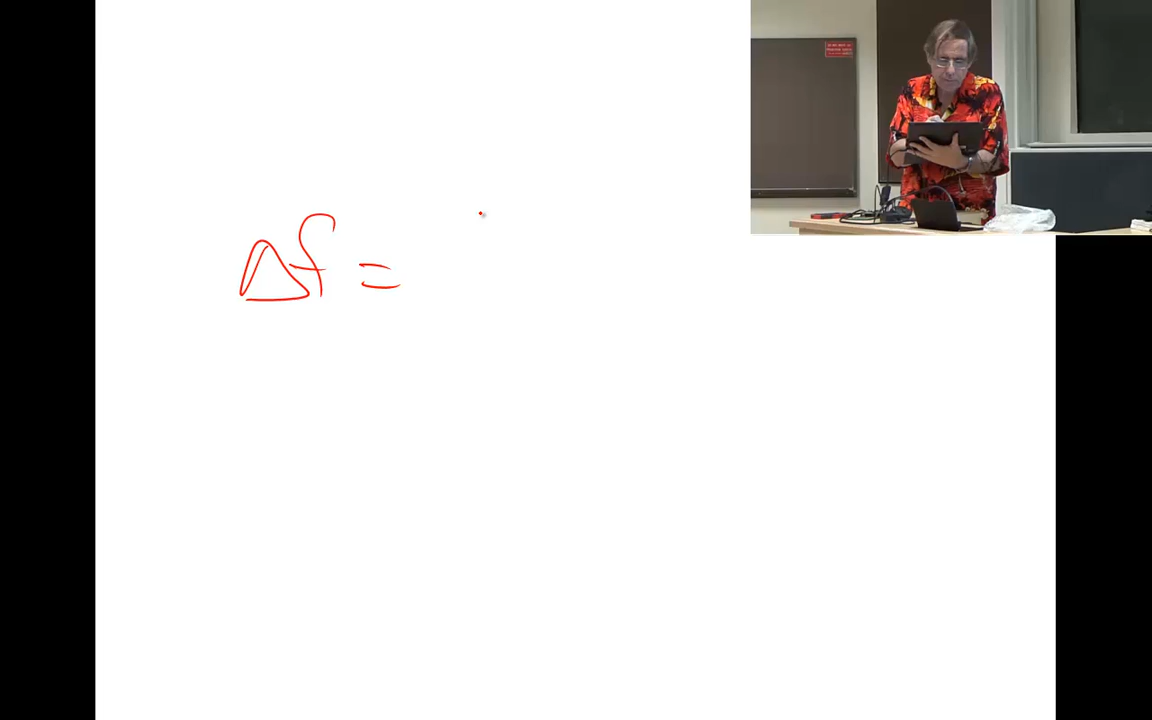 Δf =